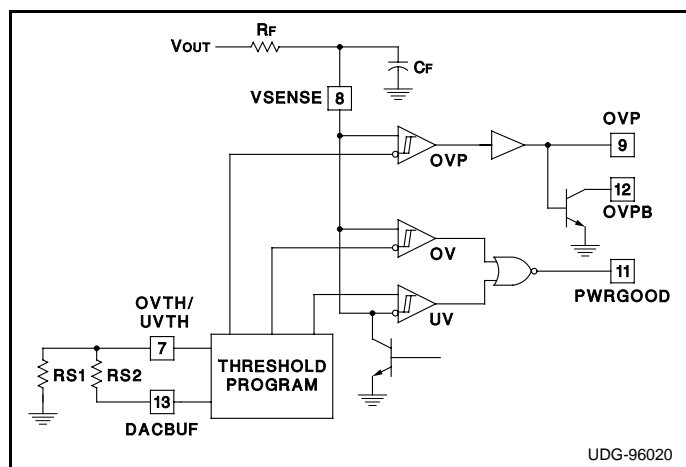 RF
VOUT
CF
VSENSE 8
OVP
9
OVP
12
OVPB
OV
11
PWRGOOD
OVTH/
UVTH
UV
7
THRESHOLD
PROGRAM
RS1
RS2
13
DACBUF
UDG-96020